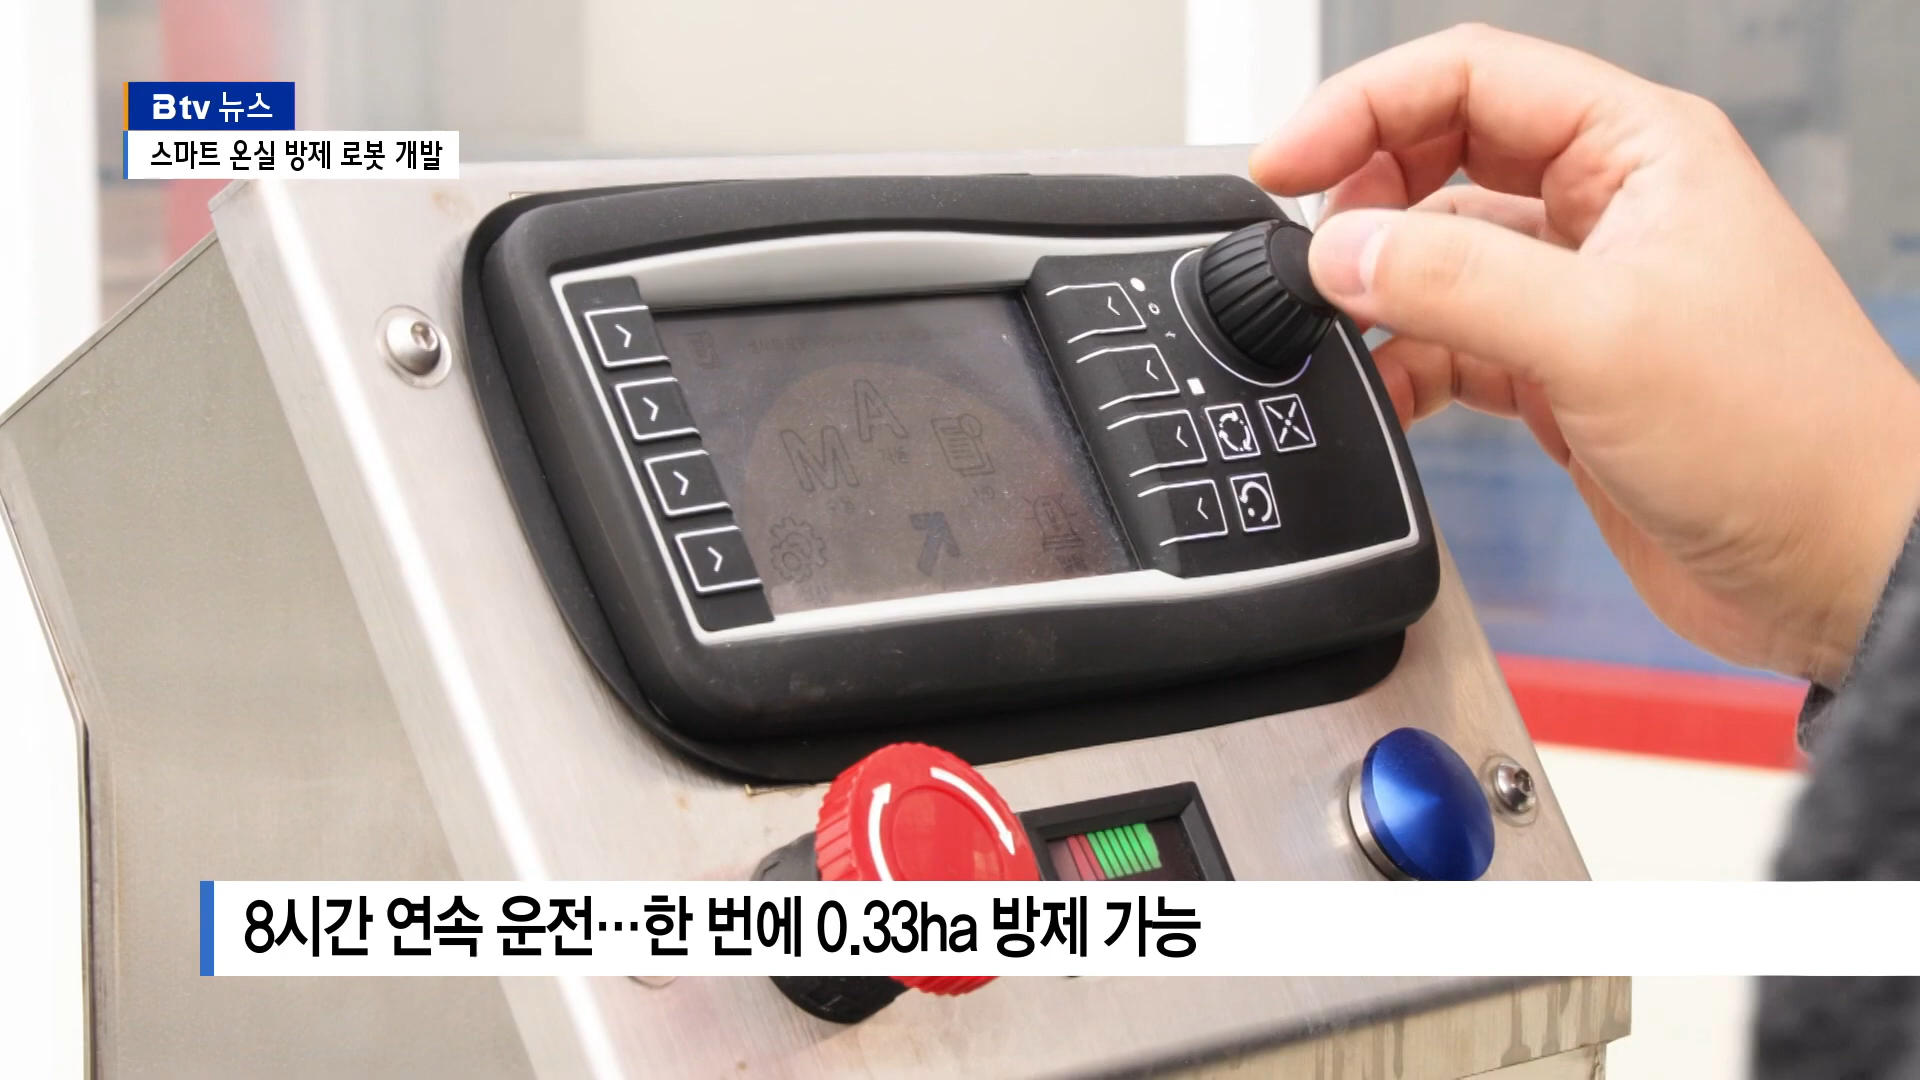 Btv 뉴스
스마트 온실 방제 로봇 개발
A
M
8시간 연속 운전…한 번에 0.33ha 방제 가능